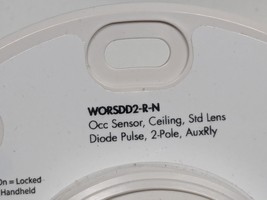 WORSDD2-R-N
Occ Sensor, Ceiling, Std Lens
Diode Pulse, 2-Pole, AuxRly
On = Locked
Handheld